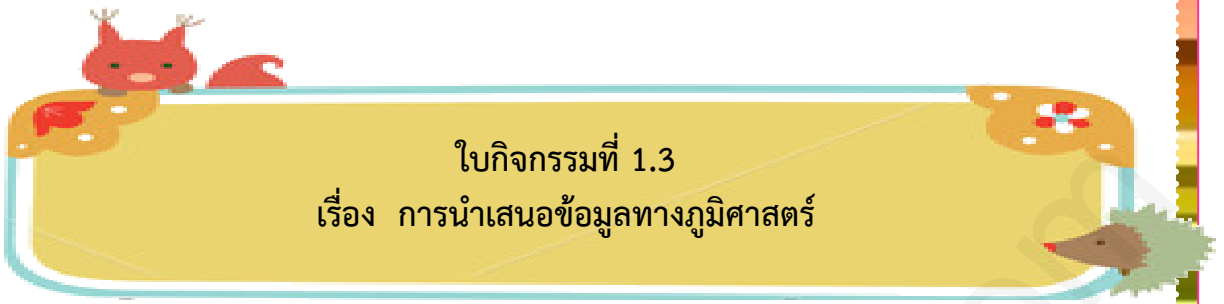 ใบกิจกรรมที่ 1.3
เรื่อง การนำเสนอข้อมูลทางภูมิศาสตร์